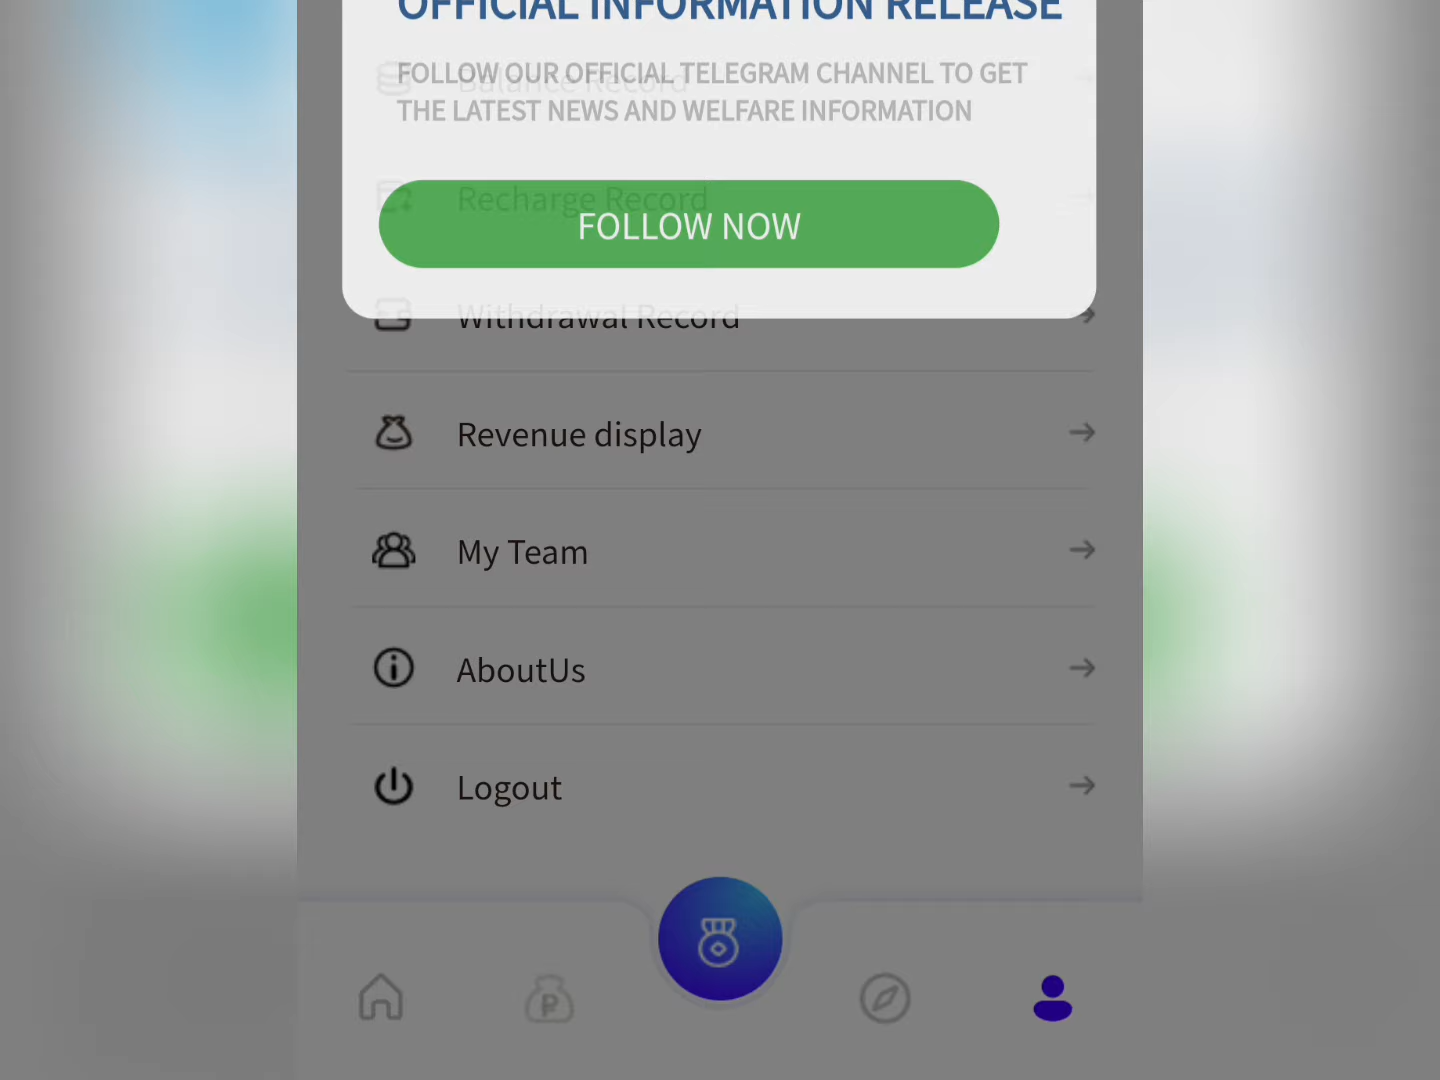 OFFICIAL INFORMATION RELEASE
FOLLOW OUR OFFICIAL TELEGRAM CHANNEL TO GET
THE LATEST NEWS AND WELFARE INFORMATION
Balance Record
Recharge Record
FOLLOW NOW
Withdrawal Record
Revenue display
My Team
AboutUs
Logout